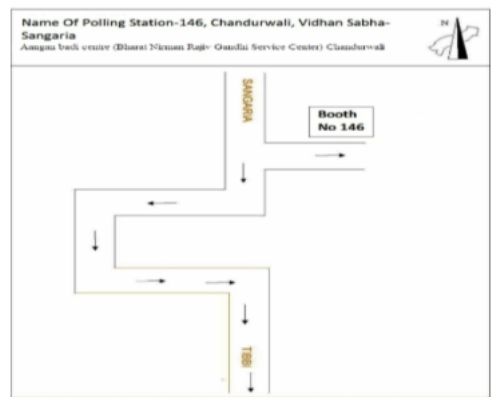 Name Of Polling Station-146, Chandurwali, Vidhan Sabha-
Sangaria
Aangan badi centre (Bharat Nirman Rajiv Gandhi Service Center) Chandurwali
N
SANGARIA
Booth
No 146
TIBBI